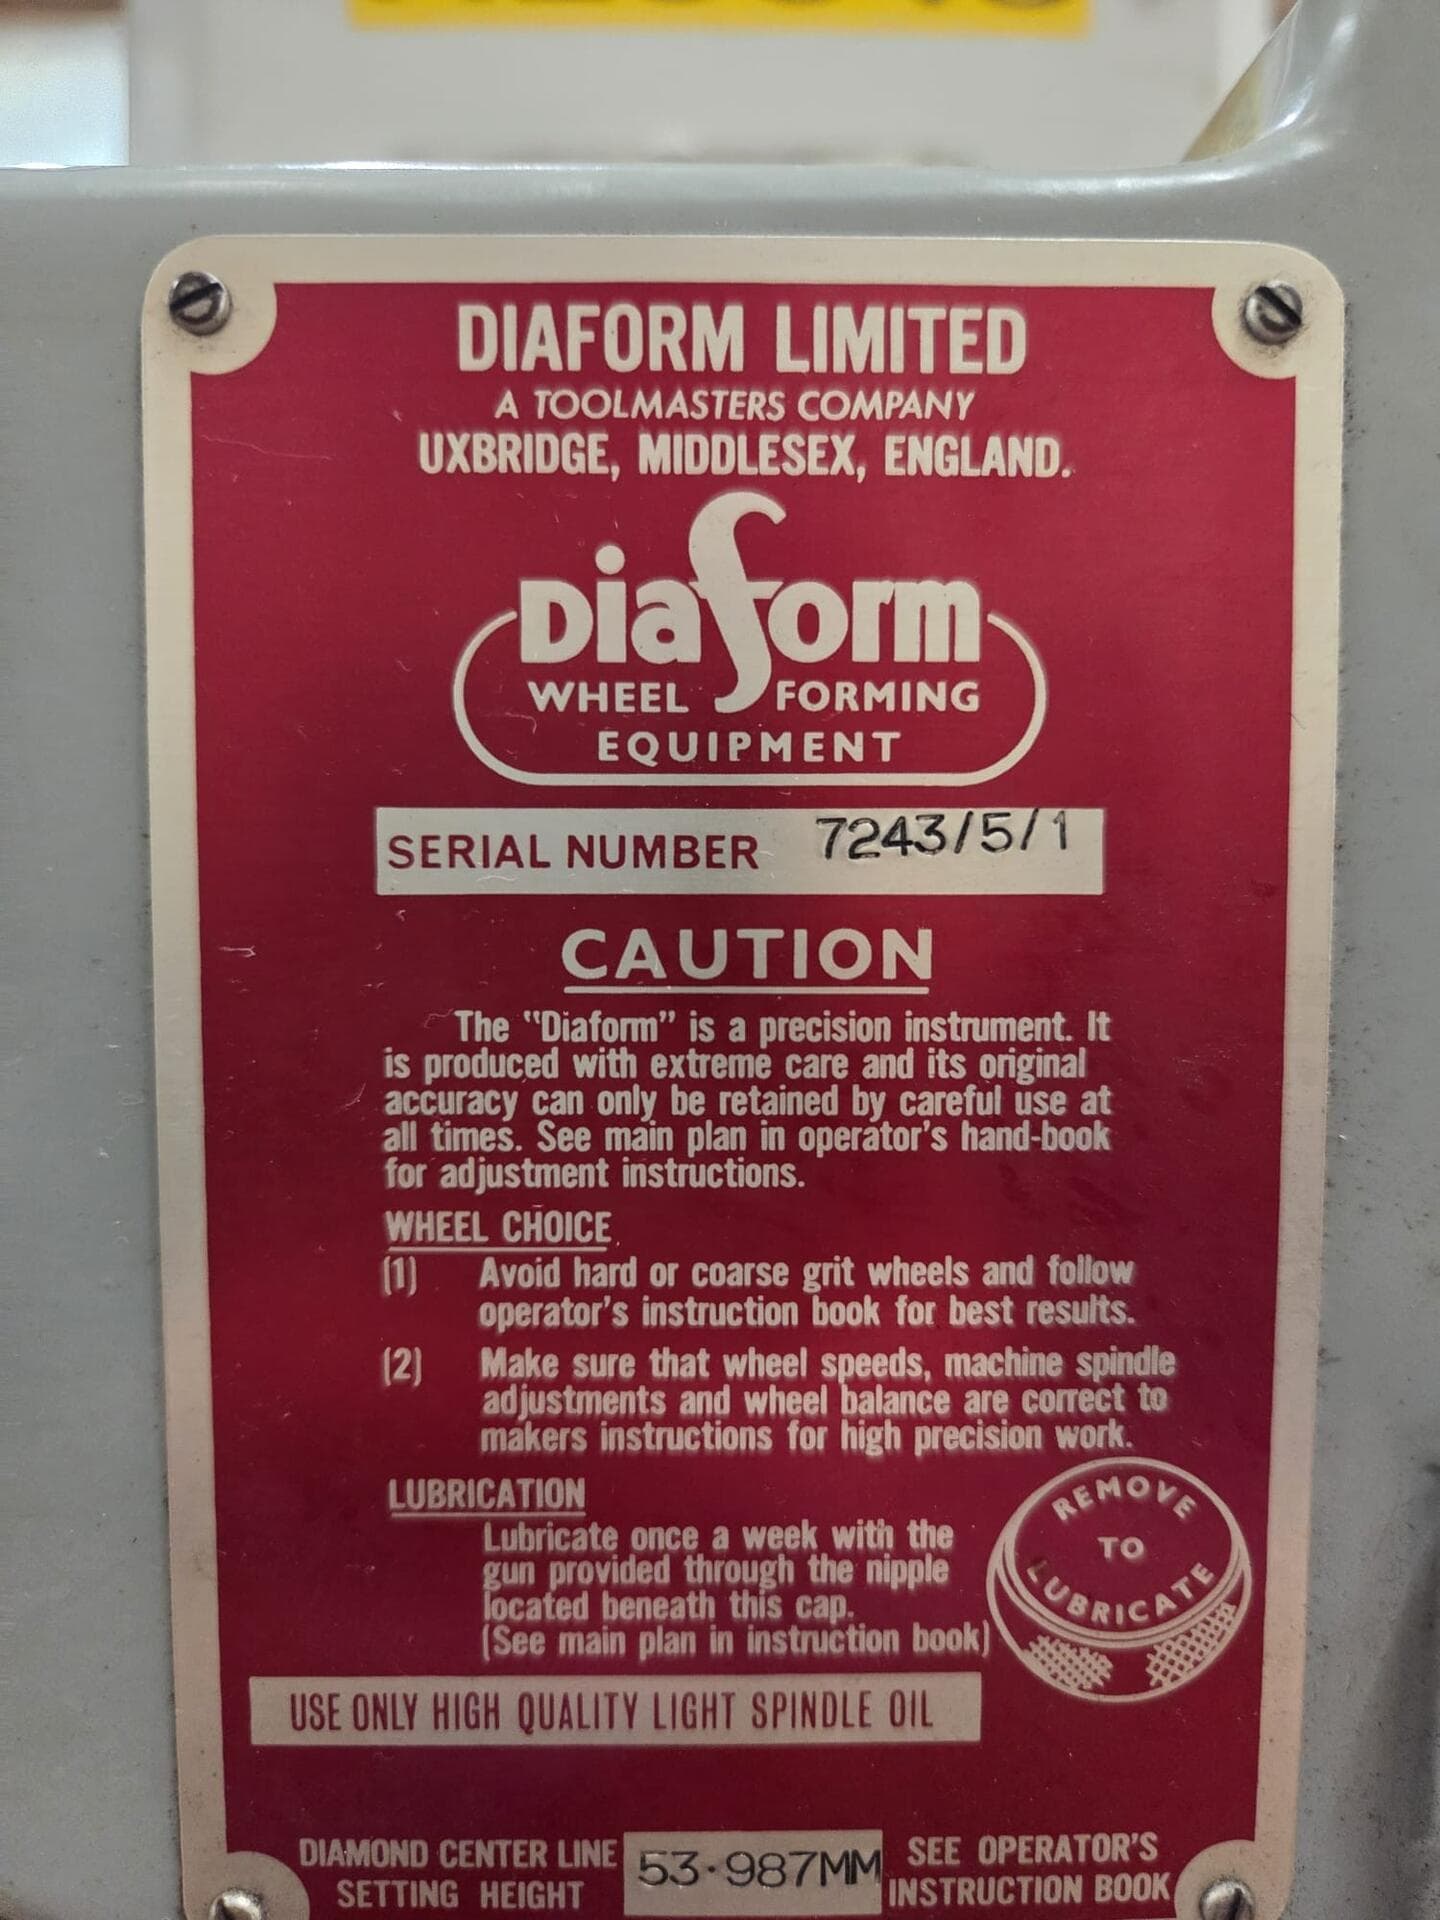 DIAFORM LIMITED
A TOOLMASTERS COMPANY
UXBRIDGE, MIDDLESEX, ENGLAND.
Diaform
WHEEL FORMING
EQUIPMENT
SERIAL NUMBER 7243/5/1
CAUTION
The "Diaform" is a precision instrument. It
is produced with extreme care and its original
accuracy can only be retained by careful use at
all times. See main plan in operator's hand-book
for adjustment instructions.
WHEEL CHOICE
(1) Avoid hard or coarse grit wheels and follow
operator's instruction book for best results.
(2) Make sure that wheel speeds, machine spindle
adjustments and wheel balance are correct to
makers instructions for high precision work.
LUBRICATION
Lubricate once a week with the
gun provided through the nipple
located beneath this cap.
(See main plan in instruction book)
REMOVE
TO
LUBRICATE
USE ONLY HIGH QUALITY LIGHT SPINDLE OIL
DIAMOND CENTER LINE
SETTING HEIGHT
53·987MM
SEE OPERATOR'S
INSTRUCTION BOOK